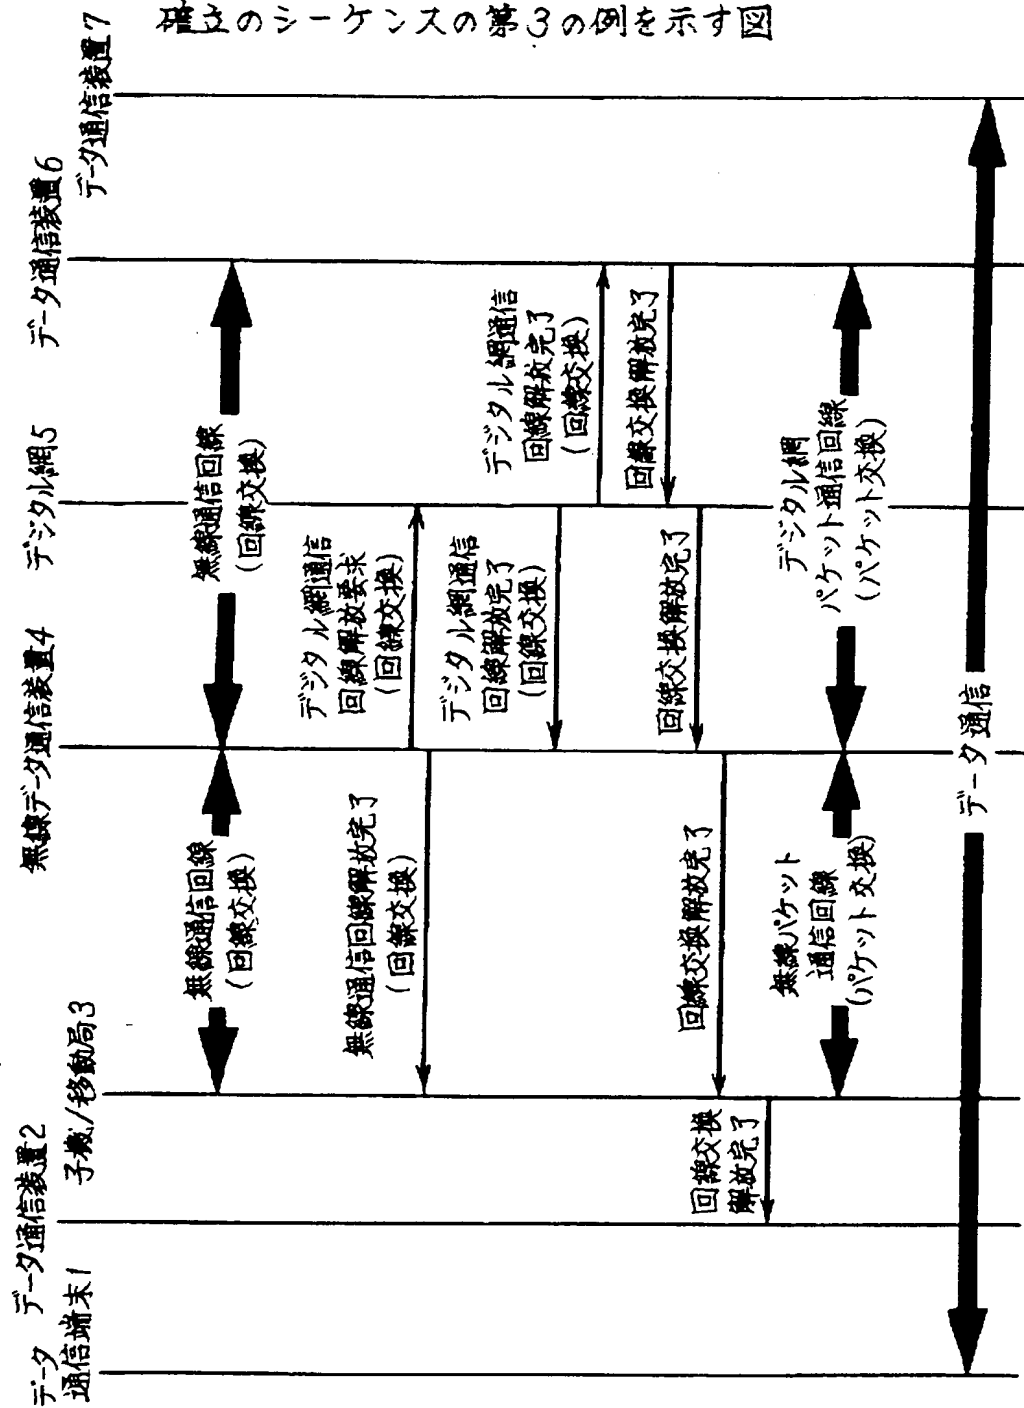 確立のシーケンスの第3の例を示す図
データ
通信端末1
データ通信装置2
子機/移動局3
無線データ通信装置4
デジタル網5
データ通信装置6
データ通信装置7
無線通信回線
(回線交換)
無線通信回線
(回線交換)
デジタル網通信
回線解放要求
(回線交換)
無線通信回線解放完了
(回線交換)
デジタル網通信
回線解放完了
(回線交換)
デジタル網通信
回線解放完了
(回線交換)
回線交換解放完了
回線交換解放完了
回線交換解放完了
回線交換
解放完了
無線パケット
通信回線
(パケット交換)
デジタル網
パケット通信回線
(パケット交換)
データ通信